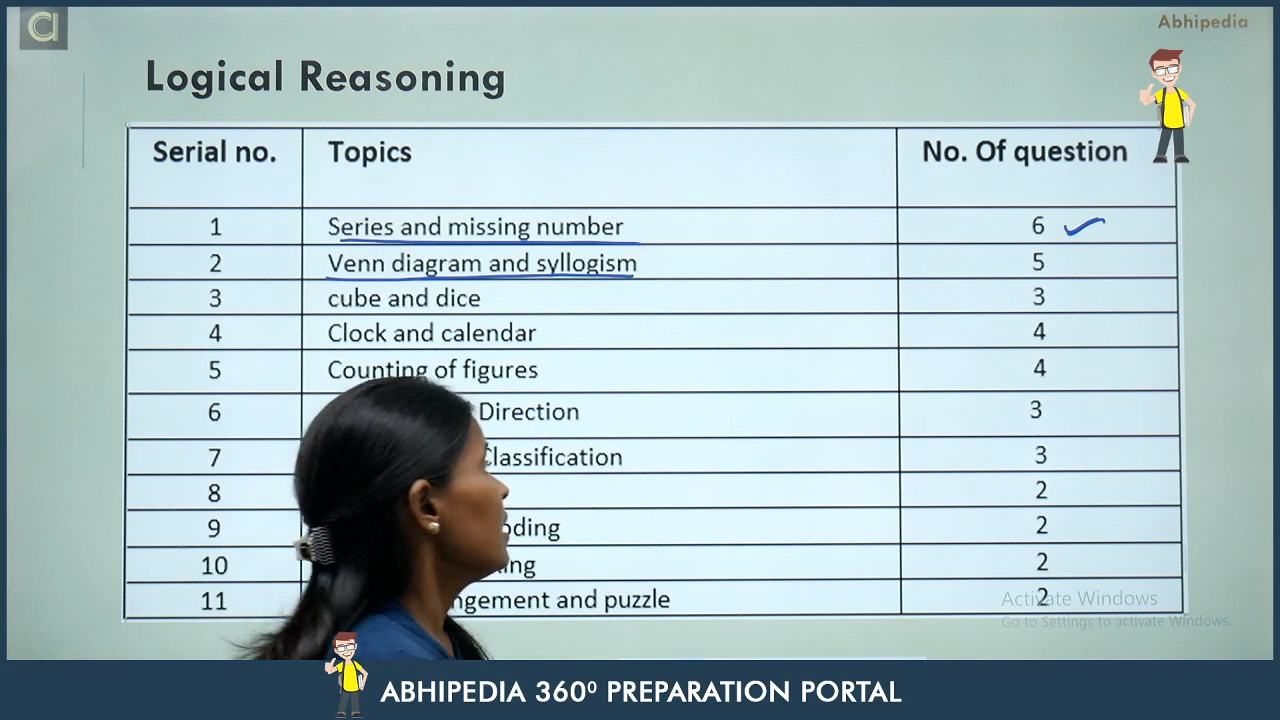 Abhipedia
Logical Reasoning
Serial no. Topics No. Of question
1 Series and missing number 6
2 Venn diagram and syllogism 5
3 cube and dice 3
4 Clock and calendar 4
5 Counting of figures 4
6 Direction 3
7 Classification 3
8 2
9 2
10 2
11 and puzzle 2
Activate Windows
Go to Settings to activate Windows.
ABHIPEDIA 360⁰ PREPARATION PORTAL